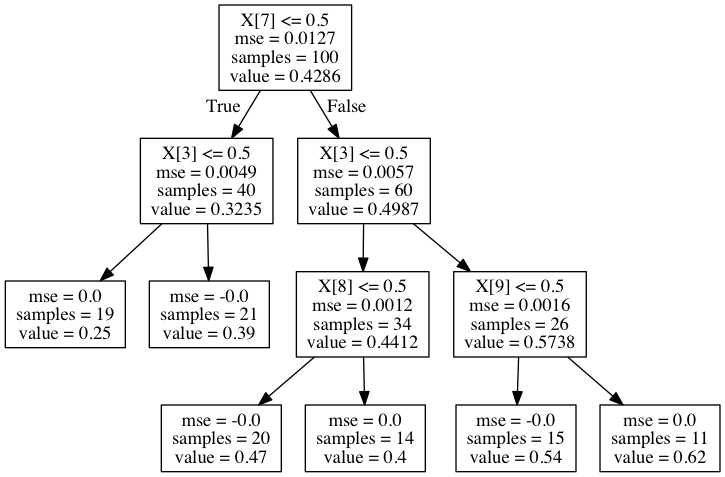 X[7] <= 0.5
mse = 0.0127
samples = 100
value = 0.4286
True
False
X[3] <= 0.5
mse = 0.0049
samples = 40
value = 0.3235
X[3] <= 0.5
mse = 0.0057
samples = 60
value = 0.4987
mse = 0.0
samples = 19
value = 0.25
mse = -0.0
samples = 21
value = 0.39
X[8] <= 0.5
mse = 0.0012
samples = 34
value = 0.4412
X[9] <= 0.5
mse = 0.0016
samples = 26
value = 0.5738
mse = -0.0
samples = 20
value = 0.47
mse = 0.0
samples = 14
value = 0.4
mse = -0.0
samples = 15
value = 0.54
mse = 0.0
samples = 11
value = 0.62